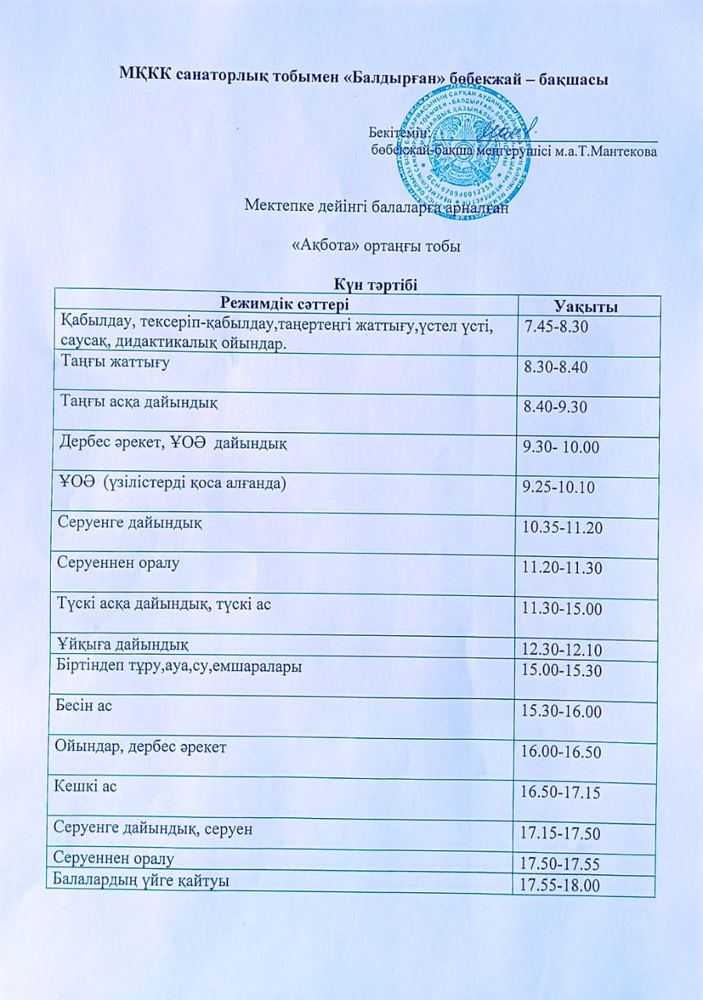 МҚКК санаторлық тобымен «Балдырған» бөбекжай – бақшасы
Бекітемін:
бөбекжай-бақша меңгерушісі м.а.Т.Мантекова
БСН 070940012355
Мектепке дейінгі балаларға арналған
«Ақбота» ортаңғы тобы
Күн тәртібі
Режимдік сәттері Уақыты
Қабылдау, тексеріп-қабылдау,таңертеңгі жаттығу,үстел үсті, 7.45-8.30
саусақ, дидактикалық ойындар.
Таңғы жаттығу 8.30-8.40
Таңғы асқа дайындық 8.40-9.30
Дербес әрекет, ҰОӘ дайындық 9.30- 10.00
ҰОӘ (үзілістерді қоса алғанда) 9.25-10.10
Серуенге дайындық 10.35-11.20
Серуеннен оралу 11.20-11.30
Түскі асқа дайындық, түскі ас 11.30-15.00
Ұйқыға дайындық 12.30-12.10
Біртіндеп тұру,ауа,су,емшаралары 15.00-15.30
Бесін ас 15.30-16.00
Ойындар, дербес әрекет 16.00-16.50
Кешкі ас 16.50-17.15
Серуенге дайындық, серуен 17.15-17.50
Серуеннен оралу 17.50-17.55
Балалардың үйге қайтуы 17.55-18.00